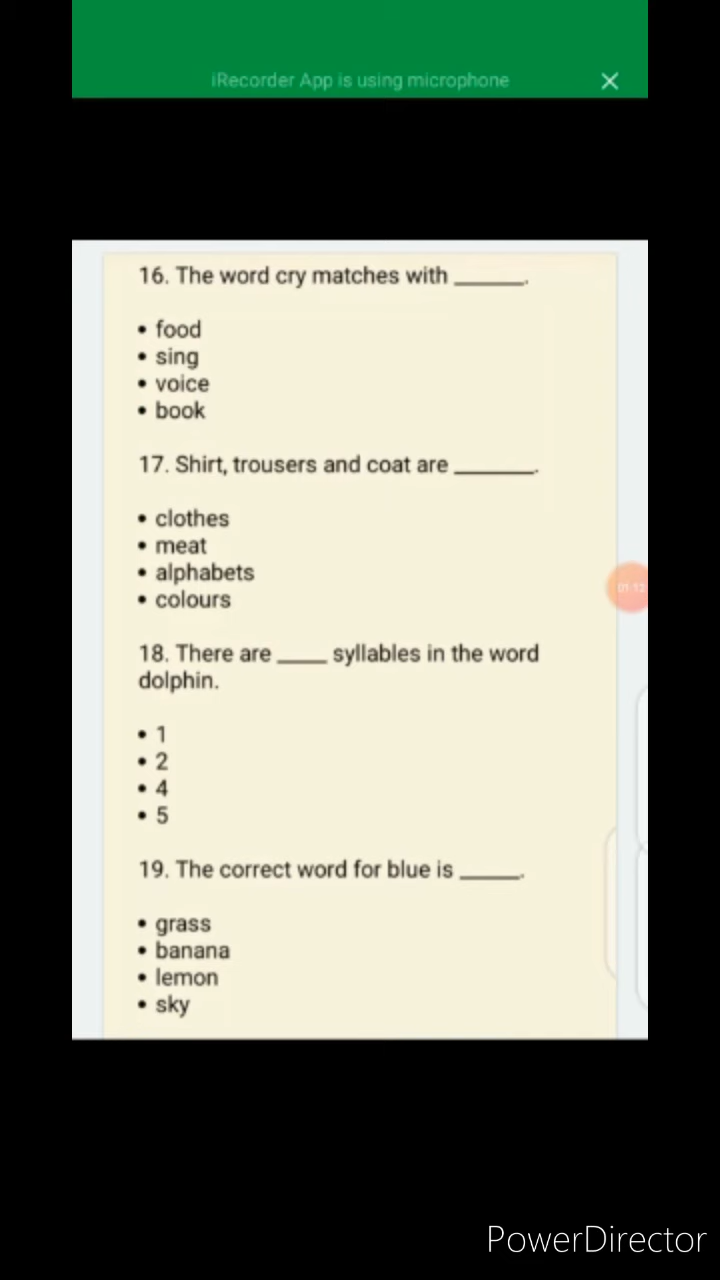 iRecorder App is using microphone
16. The word cry matches with ______.
• food
• sing
• voice
• book
17. Shirt, trousers and coat are _______.
• clothes
• meat
• alphabets
• colours
18. There are ____ syllables in the word
dolphin.
• 1
• 2
• 4
• 5
19. The correct word for blue is _____.
• grass
• banana
• lemon
• sky
PowerDirector